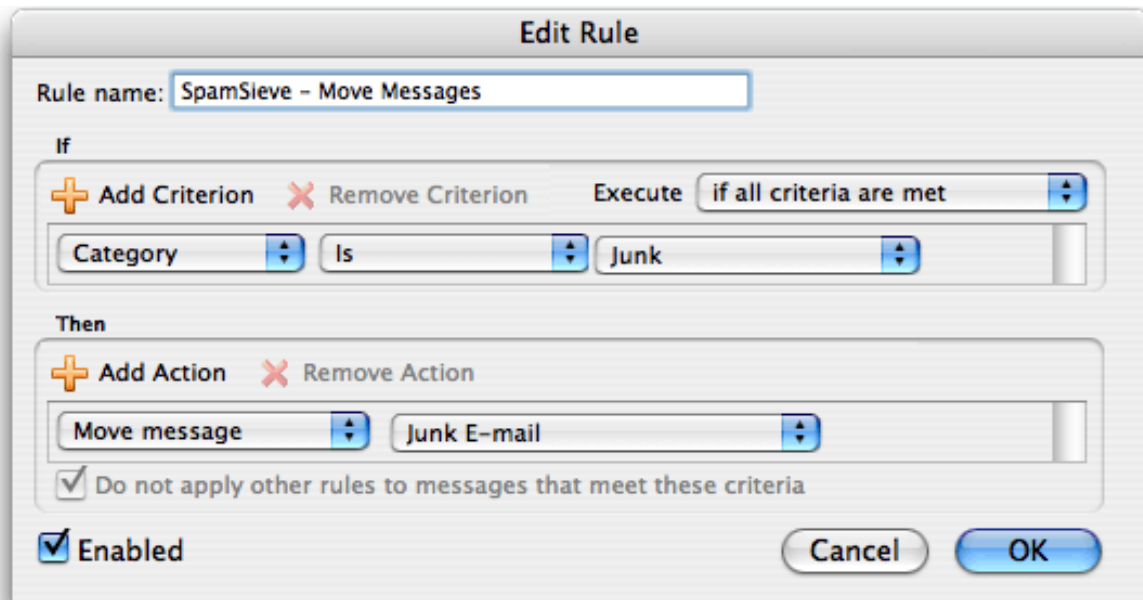 Edit Rule
Rule name: SpamSieve - Move Messages
If
Add Criterion Remove Criterion Execute if all criteria are met
Category Is Junk
Then
Add Action Remove Action
Move message Junk E-mail
Do not apply other rules to messages that meet these criteria
Enabled Cancel OK